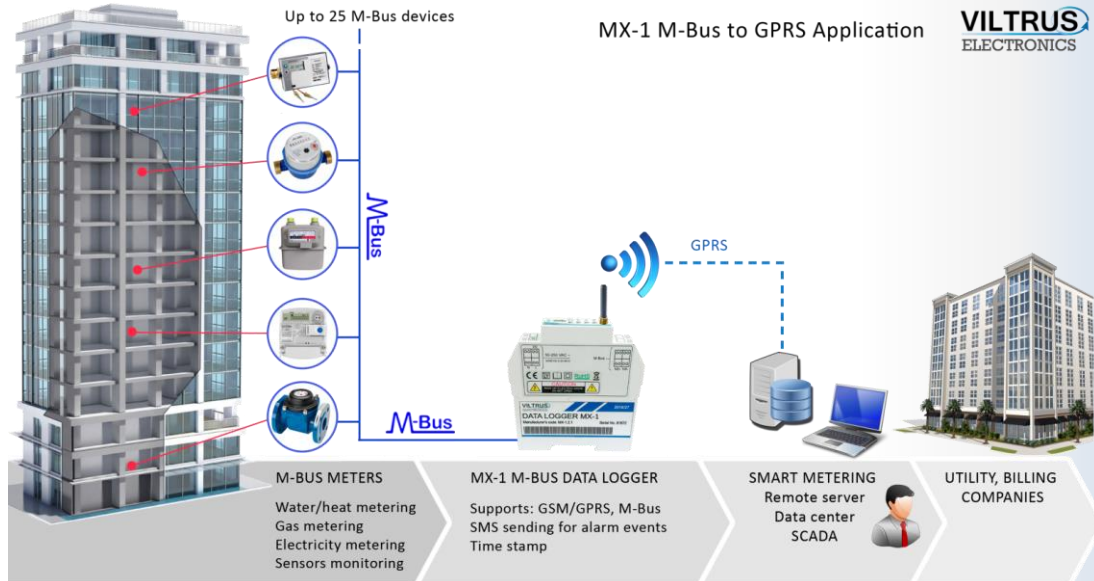 Up to 25 M-Bus devices
MX-1 M-Bus to GPRS Application
VILTRUS
ELECTRONICS
M-Bus
GPRS
M-Bus
VILTRUS
DATA LOGGER MX-1
M-BUS METERS
Water/heat metering
Gas metering
Electricity metering
Sensors monitoring
MX-1 M-BUS DATA LOGGER
Supports: GSM/GPRS, M-Bus
SMS sending for alarm events
Time stamp
SMART METERING
Remote server
Data center
SCADA
UTILITY, BILLING
COMPANIES